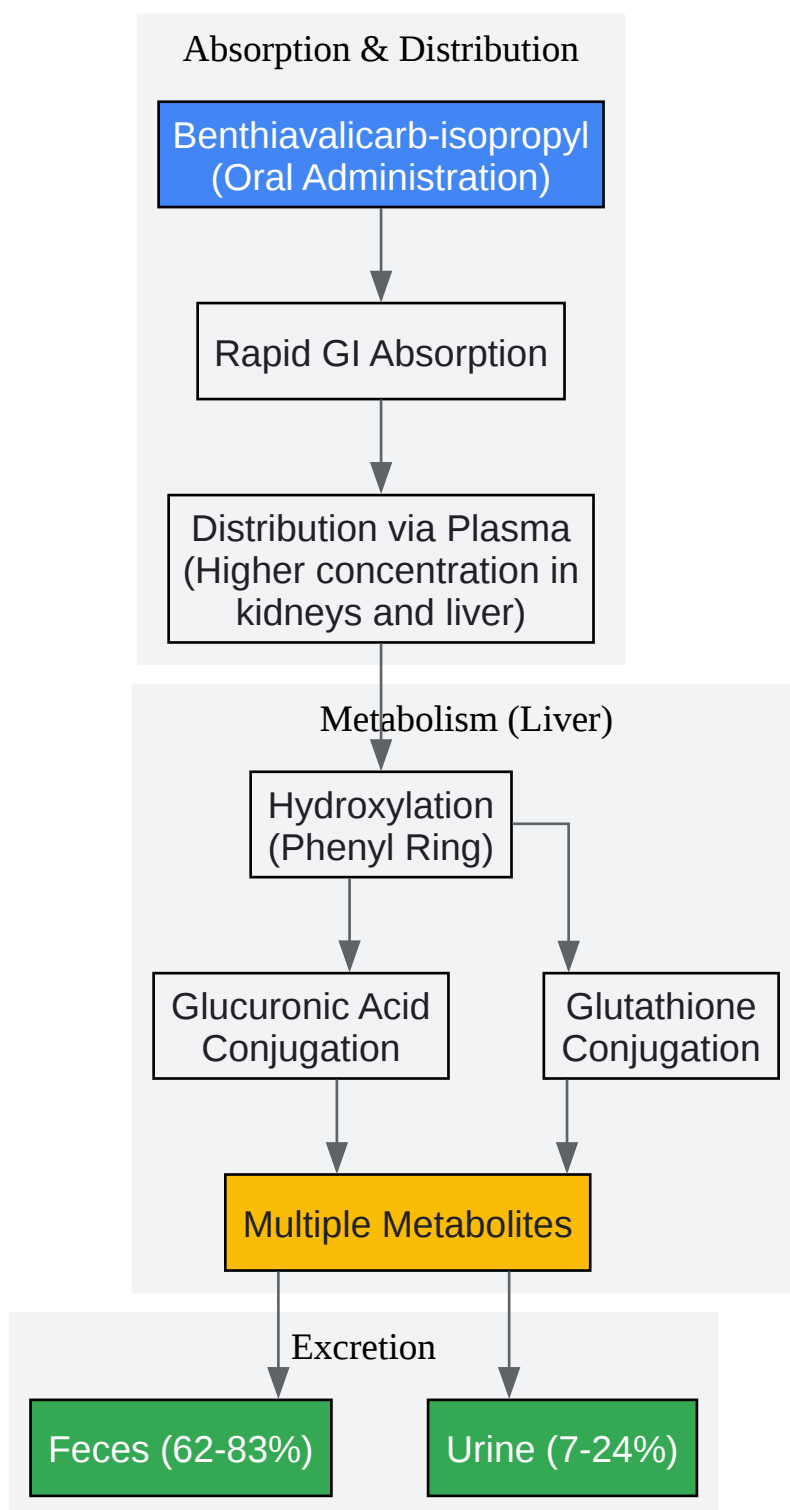 Absorption & Distribution
Benthiavalicarb-isopropyl
(Oral Administration)
Rapid GI Absorption
Distribution via Plasma
(Higher concentration in
kidneys and liver)
Metabolism (Liver)
Hydroxylation
(Phenyl Ring)
Glucuronic Acid
Conjugation
Glutathione
Conjugation
Multiple Metabolites
Excretion
Feces (62-83%)
Urine (7-24%)